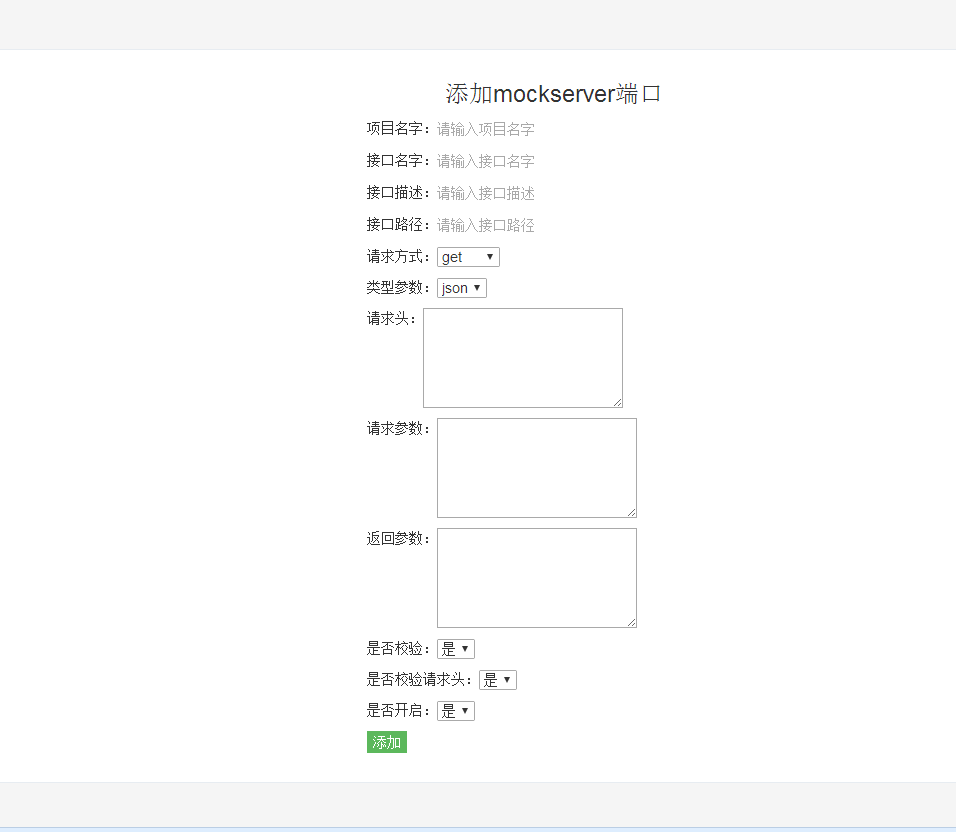 添加mockserver端口
项目名字：请输入项目名字
接口名字：请输入接口名字
接口描述：请输入接口描述
接口路径：请输入接口路径
请求方式：get
类型参数：json
请求头：
请求参数：
返回参数：
是否校验：是
是否校验请求头：是
是否开启：是
添加